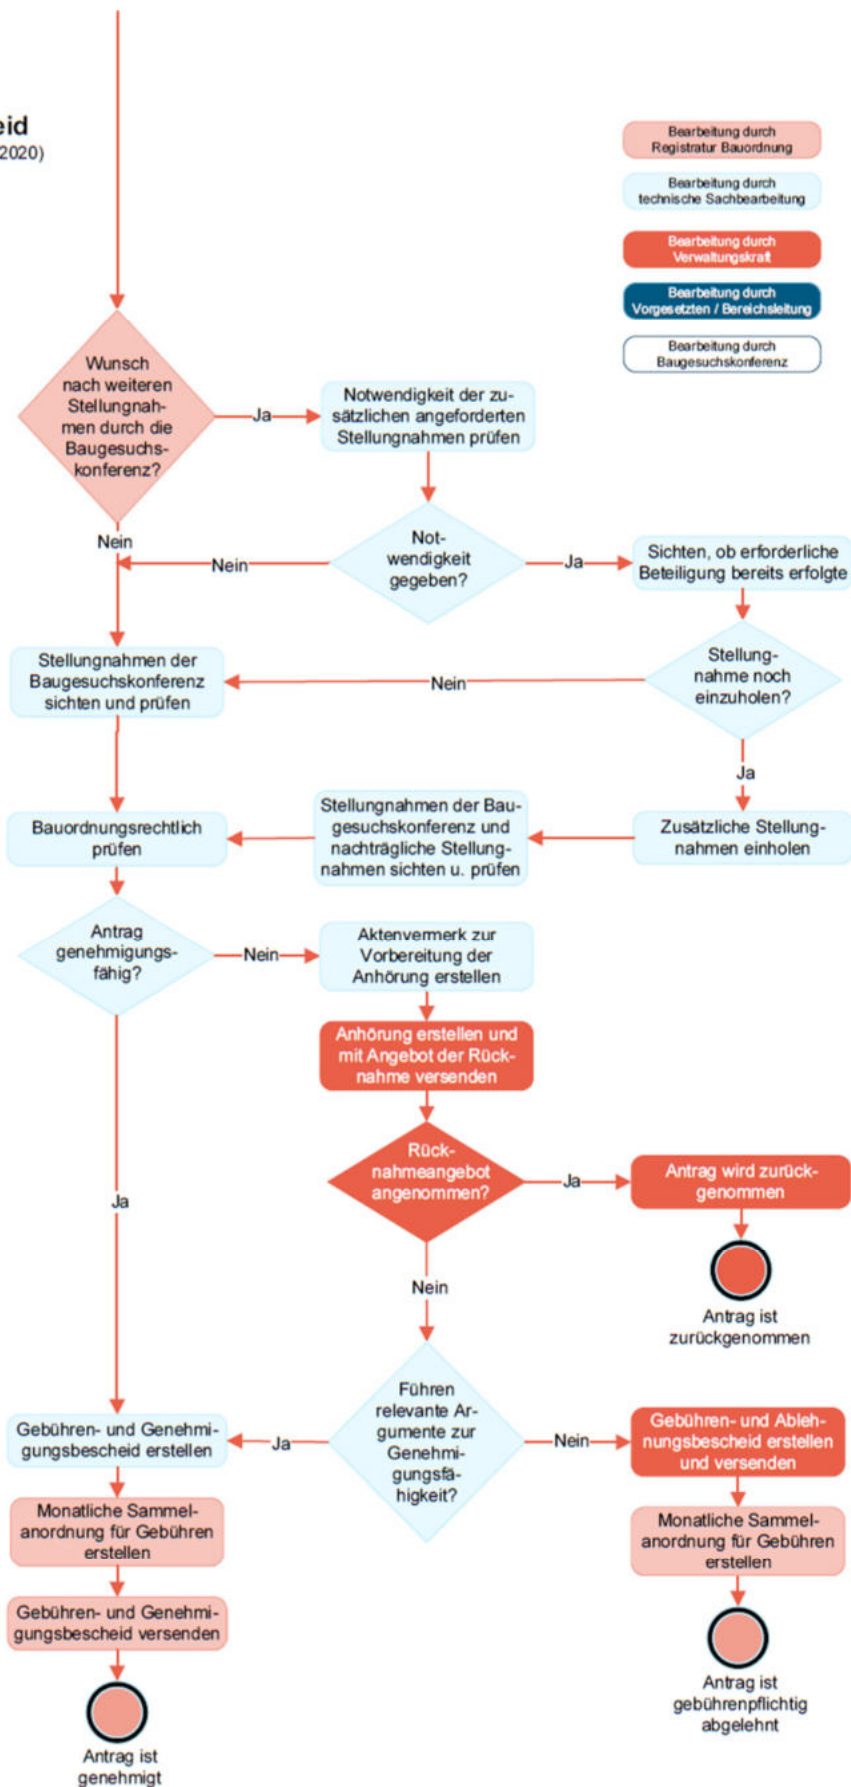 eid
2020)
Bearbeitung durch
Registratur Bauordnung
Bearbeitung durch
technische Sachbearbeitung
Bearbeitung durch
Verwaltungskraft
Bearbeitung durch
Vorgesetzten / Bereichsleitung
Bearbeitung durch
Baugesuchskonferenz
Wunsch
nach weiteren
Stellungnah-
men durch die
Baugesuchs-
konferenz?
Ja
Notwendigkeit der zu-
sätzlichen angeforderten
Stellungnahmen prüfen
Nein
Nein
Not-
wendigkeit
gegeben?
Ja
Sichten, ob erforderliche
Beteiligung bereits erfolgte
Stellungnahmen der
Baugesuchskonferenz
sichten und prüfen
Nein
Stellung-
nahme noch
einzuholen?
Ja
Bauordnungsrechtlich
prüfen
Stellungnahmen der Bau-
gesuchskonferenz und
nachträgliche Stellung-
nahmen sichten u. prüfen
Zusätzliche Stellung-
nahmen einholen
Antrag
genehmigungs-
fähig?
Nein
Aktenvermerk zur
Vorbereitung der
Anhörung erstellen
Anhörung erstellen und
mit Angebot der Rück-
nahme versenden
Ja
Rück-
nahmeangebot
angenommen?
Ja
Antrag wird zurück-
genommen
Nein
Antrag ist
zurückgenommen
Gebühren- und Genehmi-
gungsbescheid erstellen
Ja
Führen
relevante Ar-
gumente zur
Genehmi-
gungsfä-
higkeit?
Nein
Gebühren- und Ableh-
nungsbescheid erstellen
und versenden
Monatliche Sammel-
anordnung für Gebühren
erstellen
Monatliche Sammel-
anordnung für Gebühren
erstellen
Gebühren- und Genehmi-
gungsbescheid versenden
Antrag ist
gebührenpflichtig
abgelehnt
Antrag ist
genehmigt